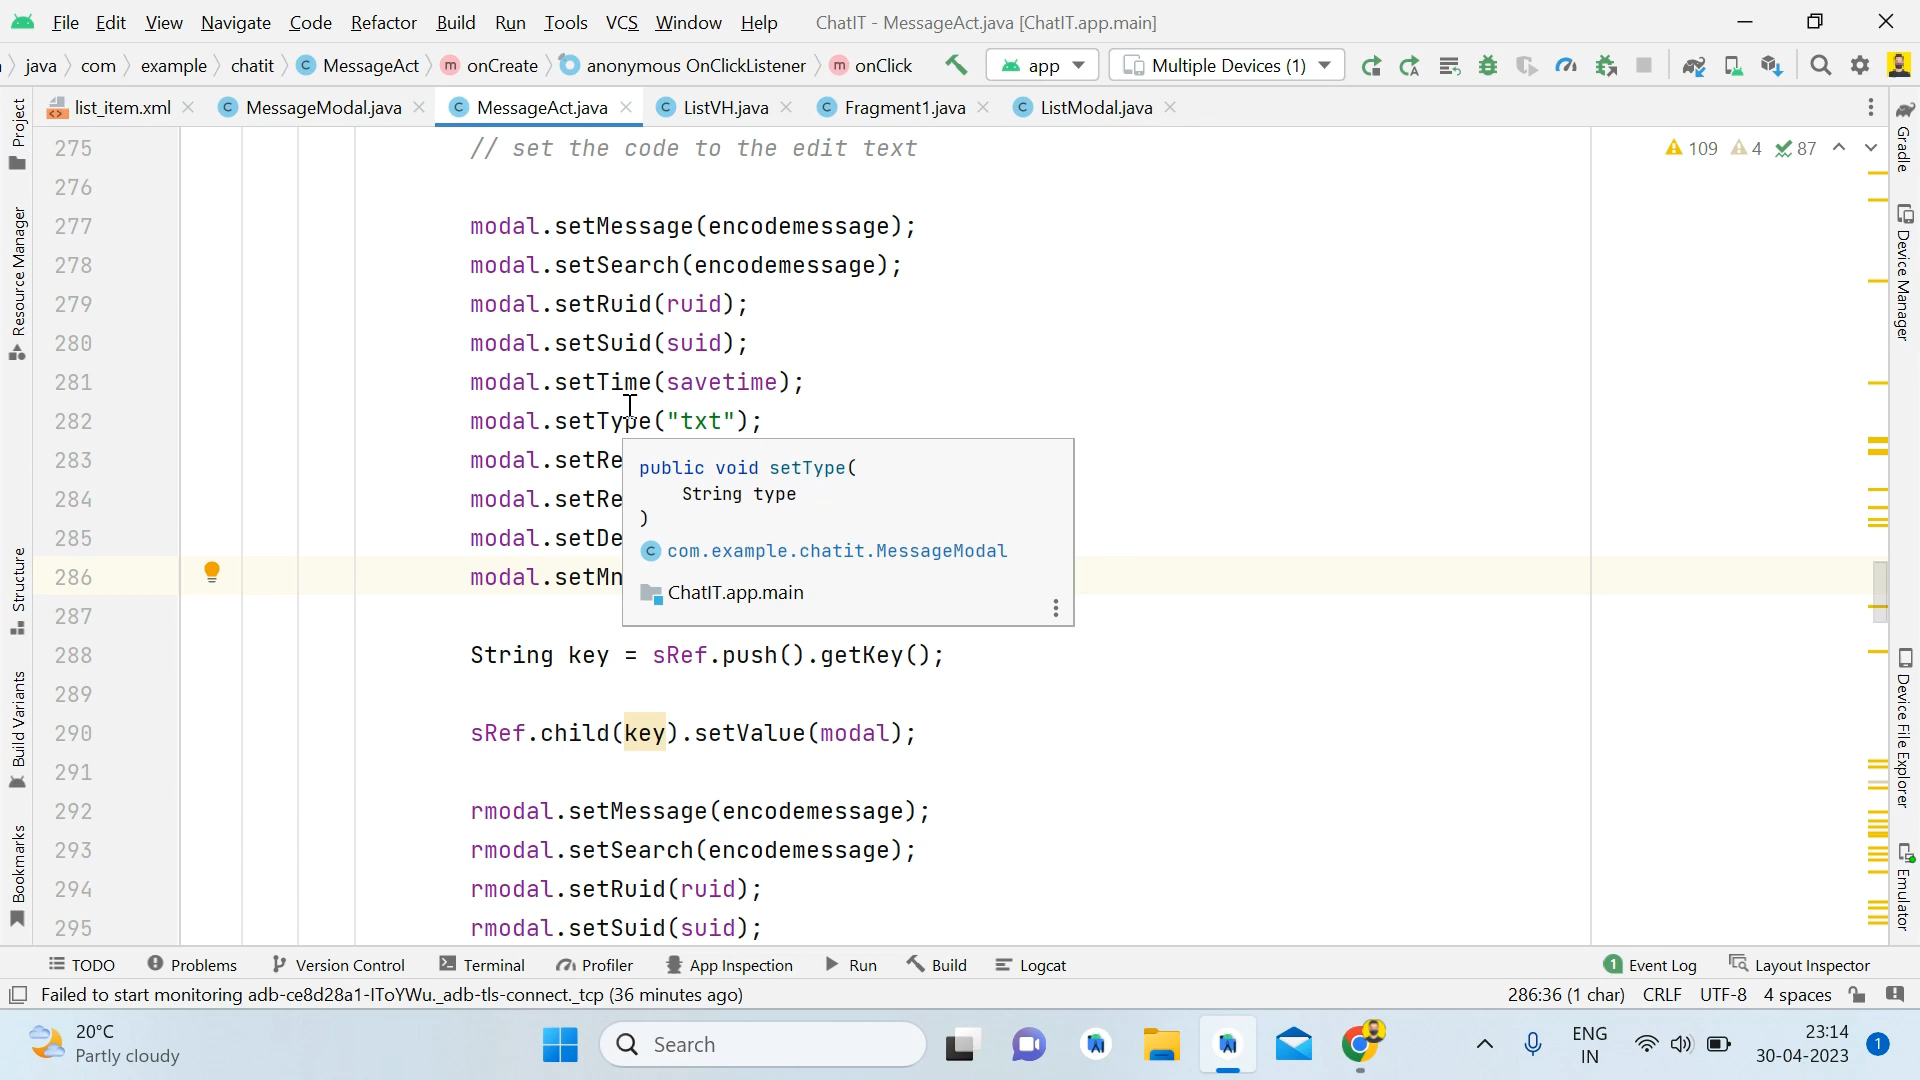 File Edit View Navigate Code Refactor Build Run Tools VCS Window Help ChatIT - MessageAct.java [ChatIT.app.main]
java com example chatit MessageAct onCreate anonymous OnClickListener onClick app Multiple Devices (1)
list_item.xml MessageModal.java MessageAct.java ListVH.java Fragment1.java ListModal.java
Project
Resource Manager
Structure
Build Variants
Bookmarks
109 4 87
275 // set the code to the edit text
276
277 modal.setMessage(encodemessage);
278 modal.setSearch(encodemessage);
279 modal.setRuid(ruid);
280 modal.setSuid(suid);
281 modal.setTime(savetime);
282 modal.setType("txt");
283 modal.setRe
284 modal.setRe
285 modal.setDe
286 modal.setMn
public void setType(
String type
)
com.example.chatit.MessageModal
ChatIT.app.main
287
288 String key = sRef.push().getKey();
289
290 sRef.child(key).setValue(modal);
291
292 rmodal.setMessage(encodemessage);
293 rmodal.setSearch(encodemessage);
294 rmodal.setRuid(ruid);
295 rmodal.setSuid(suid);
Gradle
Device Manager
Device File Explorer
Emulator
TODO Problems Version Control Terminal Profiler App Inspection Run Build Logcat 1 Event Log Layout Inspector
Failed to start monitoring adb-ce8d28a1-IToYWu._adb-tls-connect._tcp (36 minutes ago) 286:36 (1 char) CRLF UTF-8 4 spaces
20°C
Partly cloudy
Search
ENG
IN
23:14
30-04-2023
1